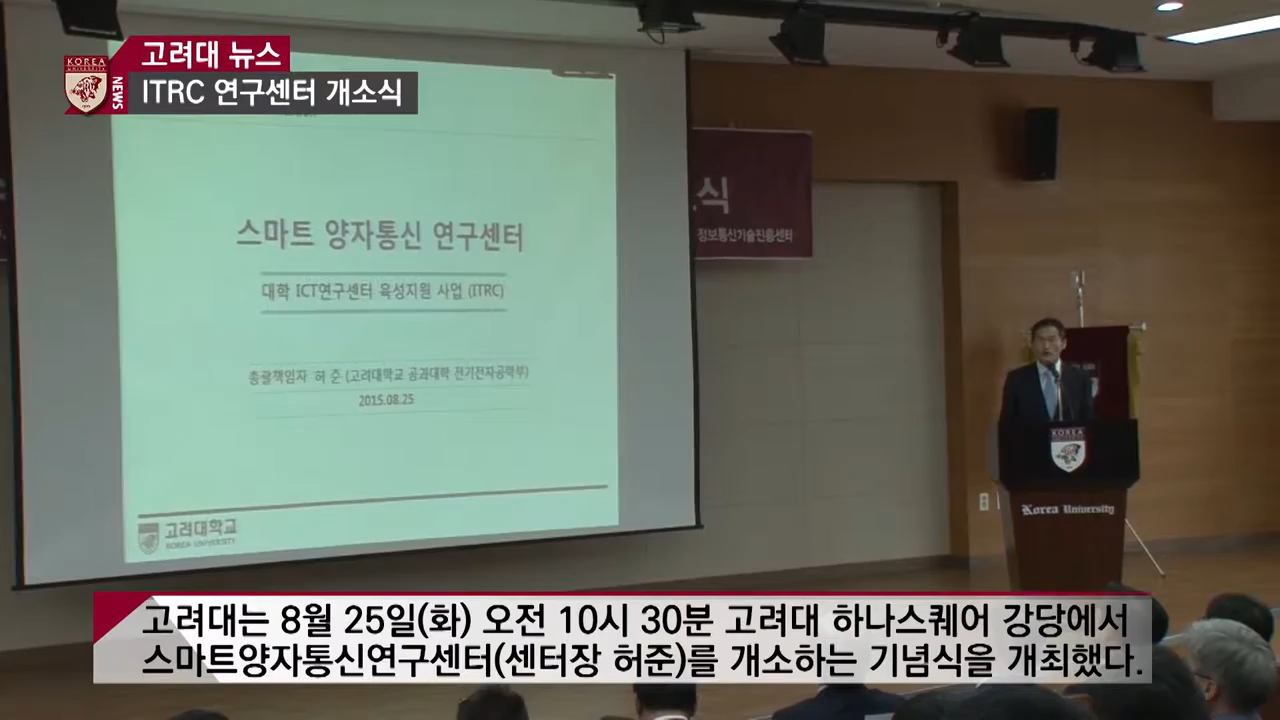 고려대 뉴스
KOREA
UNIVERSITY
NEWS
ITRC 연구센터 개소식
스마트 양자통신 연구센터
대학 ICT연구센터 육성지원 사업 (ITRC)
총괄책임자 허 준 (고려대학교 공과대학 전기전자공학부)
2015.08.25
고려대학교
KOREA UNIVERSITY
식
정보통신기술진흥센터
KOREA
Korea University
고려대는 8월 25일(화) 오전 10시 30분 고려대 하나스퀘어 강당에서
스마트양자통신연구센터(센터장 허준)를 개소하는 기념식을 개최했다.